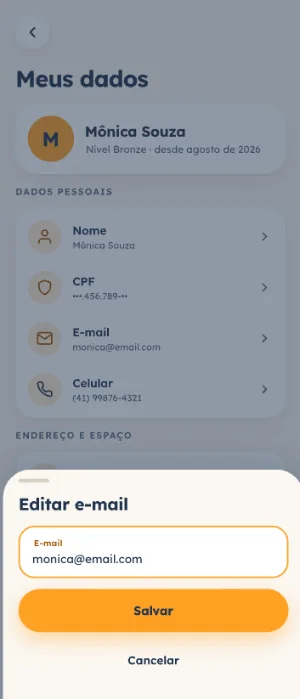 Meus dados
M
Mônica Souza
Nível Bronze · desde agosto de 2026
DADOS PESSOAIS
Nome
Mônica Souza
CPF
•••.456.789-••
E-mail
monica@email.com
Celular
(41) 99876-4321
ENDEREÇO E ESPAÇO
Editar e-mail
E-mail
monica@email.com
Salvar
Cancelar